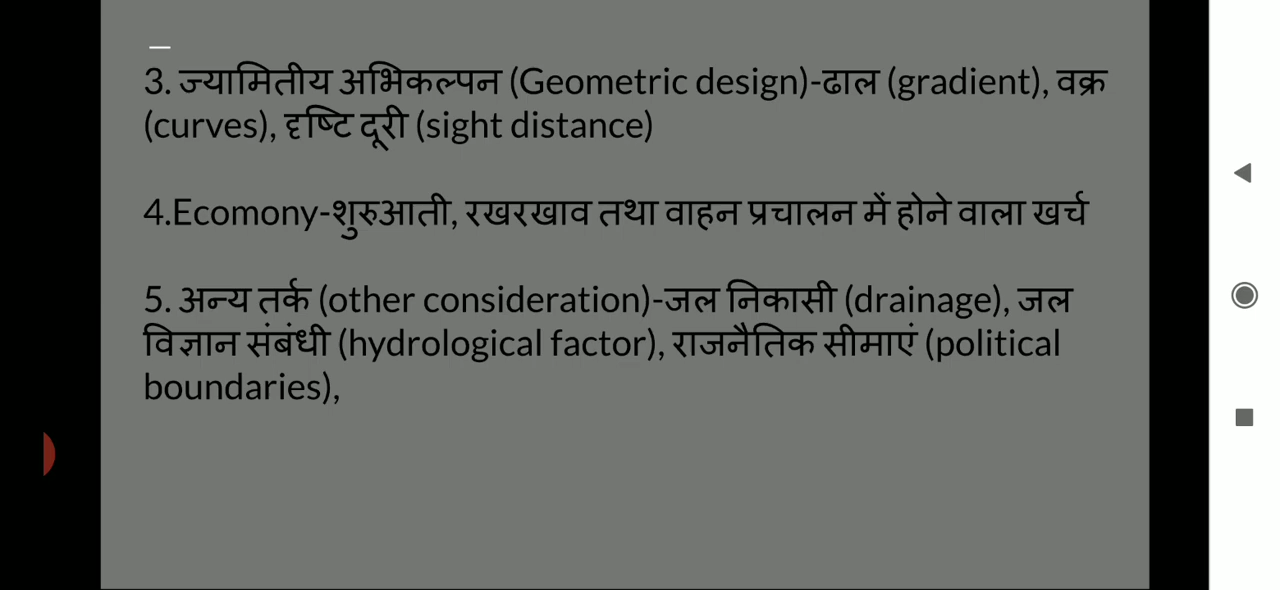 3. ज्यामितीय अभिकल्पन (Geometric design)-ढाल (gradient), वक्र
(curves), दृष्टि दूरी (sight distance)
4.Ecomony-शुरुआती, रखरखाव तथा वाहन प्रचालन में होने वाला खर्च
5. अन्य तर्क (other consideration)-जल निकासी (drainage), जल
विज्ञान संबंधी (hydrological factor), राजनैतिक सीमाएं (political
boundaries),